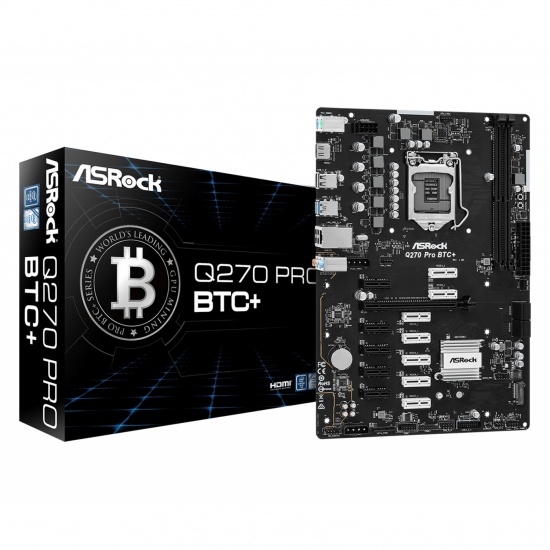 ASRock
Q270 PRO
BTC+
WORLD'S LEADING
GPU MINING
PRO BTC+ SERIES
ASRock
Q270 PRO
BTC+
HDMI
ASRock
Q270 Pro BTC+
ASRock